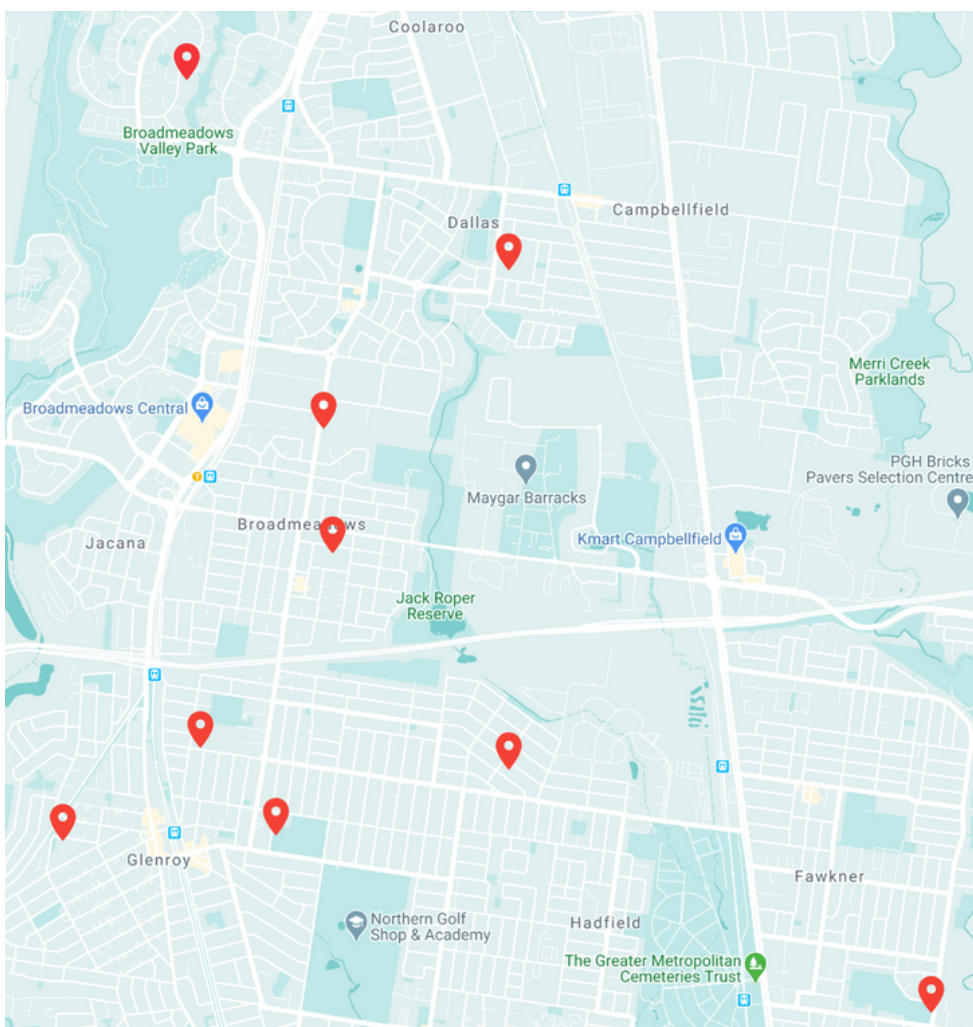 Coolaroo
Broadmeadows
Valley Park
Dallas
Campbellfield
Merri Creek
Parklands
Broadmeadows Central
PGH Bricks
Pavers Selection Centre
Maygar Barracks
Broadmeadows
Kmart Campbellfield
Jacana
Jack Roper
Reserve
Glenroy
Fawkner
Northern Golf
Shop & Academy
Hadfield
The Greater Metropolitan
Cemeteries Trust